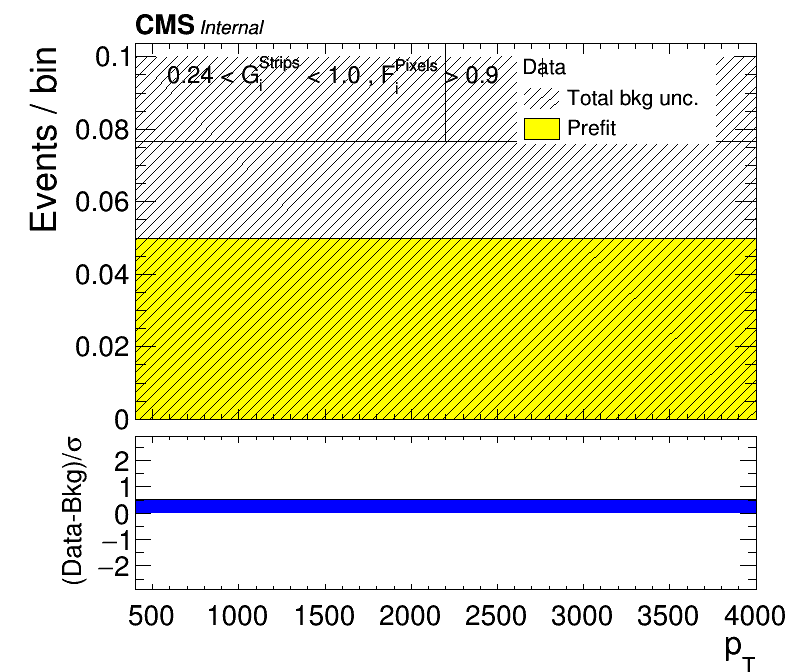 CMS Internal
0.24 < G_i^Strips < 1.0 , F_i^Pixels > 0.9
Data
Total bkg unc.
Prefit
Events / bin
0.1
0.08
0.06
0.04
0.02
0
(Data-Bkg)/σ
2
1
0
−1
−2
500 1000 1500 2000 2500 3000 3500 4000
p_T